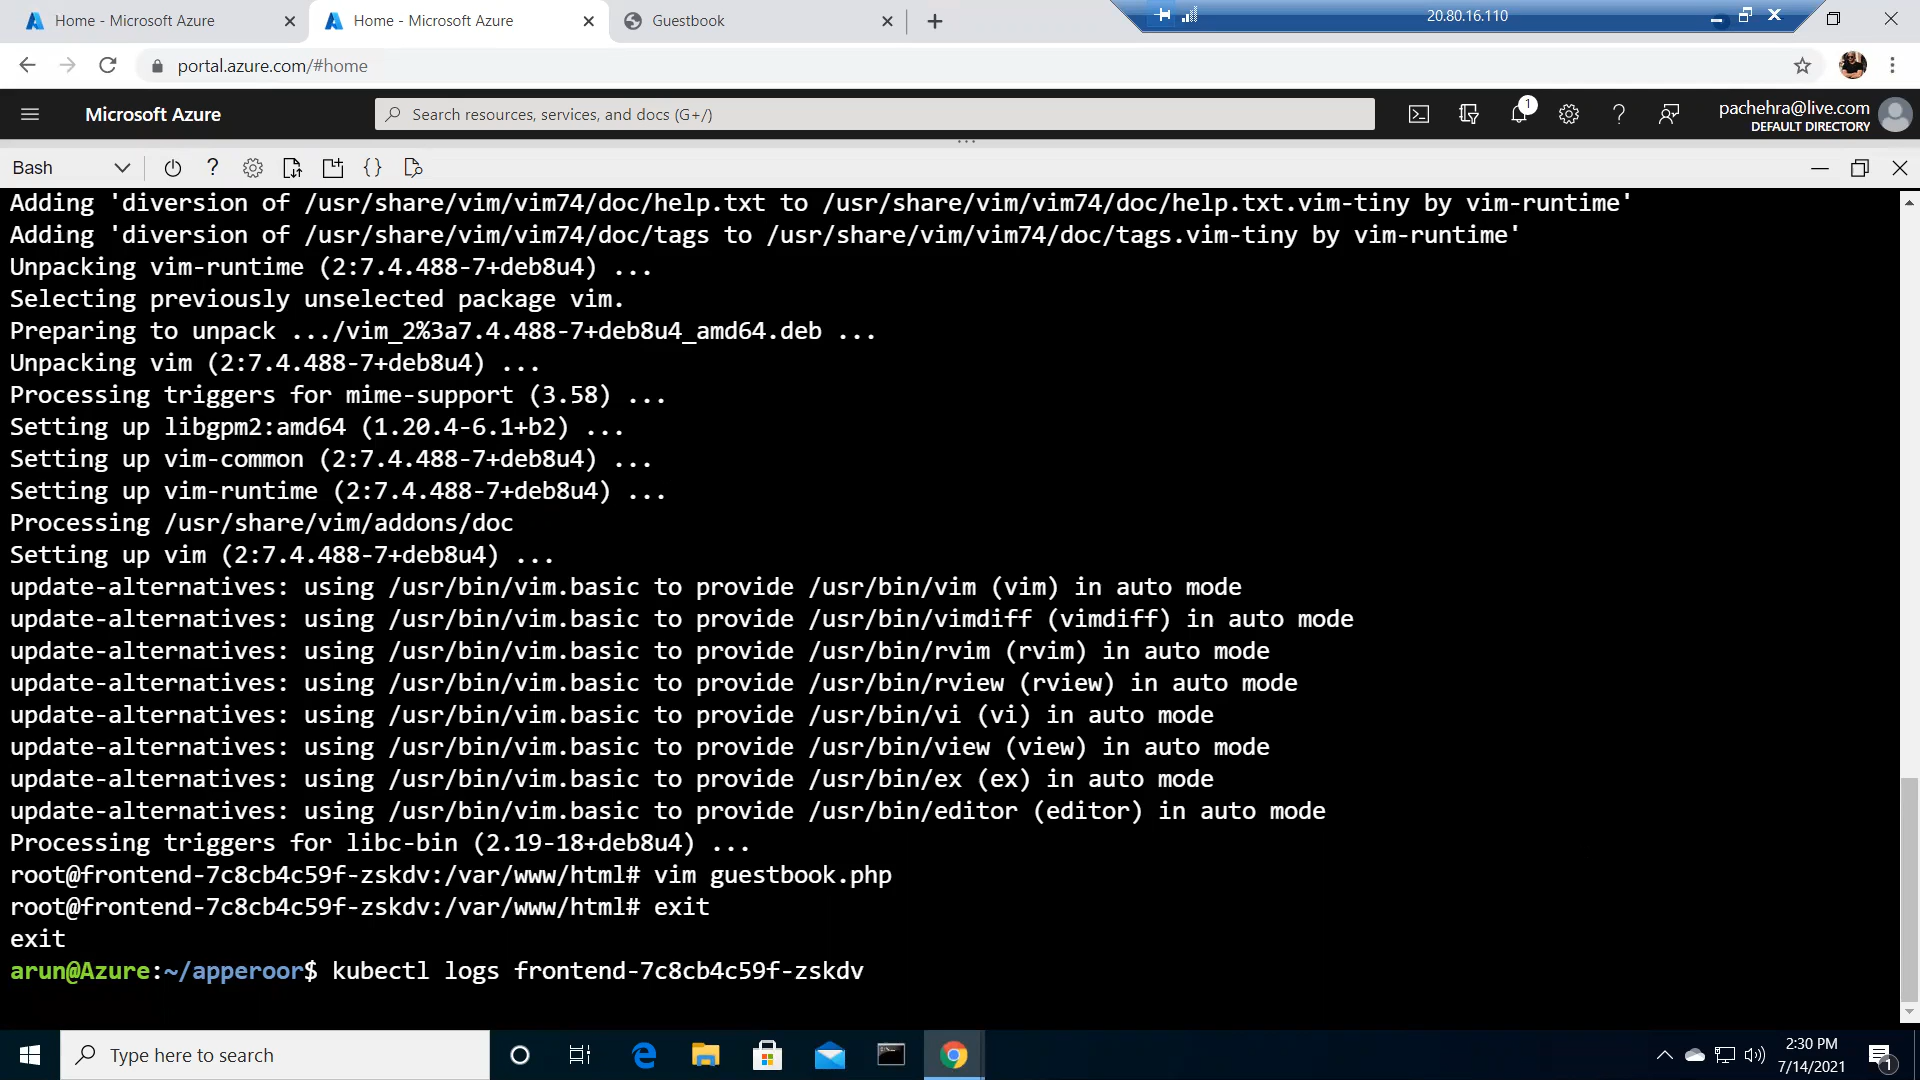 Home - Microsoft Azure
Home - Microsoft Azure
Guestbook
20.80.16.110
portal.azure.com/#home
Microsoft Azure
Search resources, services, and docs (G+/)
1
pachehra@live.com
DEFAULT DIRECTORY
Bash
Adding 'diversion of /usr/share/vim/vim74/doc/help.txt to /usr/share/vim/vim74/doc/help.txt.vim-tiny by vim-runtime'
Adding 'diversion of /usr/share/vim/vim74/doc/tags to /usr/share/vim/vim74/doc/tags.vim-tiny by vim-runtime'
Unpacking vim-runtime (2:7.4.488-7+deb8u4) ...
Selecting previously unselected package vim.
Preparing to unpack .../vim_2%3a7.4.488-7+deb8u4_amd64.deb ...
Unpacking vim (2:7.4.488-7+deb8u4) ...
Processing triggers for mime-support (3.58) ...
Setting up libgpm2:amd64 (1.20.4-6.1+b2) ...
Setting up vim-common (2:7.4.488-7+deb8u4) ...
Setting up vim-runtime (2:7.4.488-7+deb8u4) ...
Processing /usr/share/vim/addons/doc
Setting up vim (2:7.4.488-7+deb8u4) ...
update-alternatives: using /usr/bin/vim.basic to provide /usr/bin/vim (vim) in auto mode
update-alternatives: using /usr/bin/vim.basic to provide /usr/bin/vimdiff (vimdiff) in auto mode
update-alternatives: using /usr/bin/vim.basic to provide /usr/bin/rvim (rvim) in auto mode
update-alternatives: using /usr/bin/vim.basic to provide /usr/bin/rview (rview) in auto mode
update-alternatives: using /usr/bin/vim.basic to provide /usr/bin/vi (vi) in auto mode
update-alternatives: using /usr/bin/vim.basic to provide /usr/bin/view (view) in auto mode
update-alternatives: using /usr/bin/vim.basic to provide /usr/bin/ex (ex) in auto mode
update-alternatives: using /usr/bin/vim.basic to provide /usr/bin/editor (editor) in auto mode
Processing triggers for libc-bin (2.19-18+deb8u4) ...
root@frontend-7c8cb4c59f-zskdv:/var/www/html# vim guestbook.php
root@frontend-7c8cb4c59f-zskdv:/var/www/html# exit
exit
arun@Azure:~/apperoor$ kubectl logs frontend-7c8cb4c59f-zskdv
Type here to search
2:30 PM
7/14/2021
1